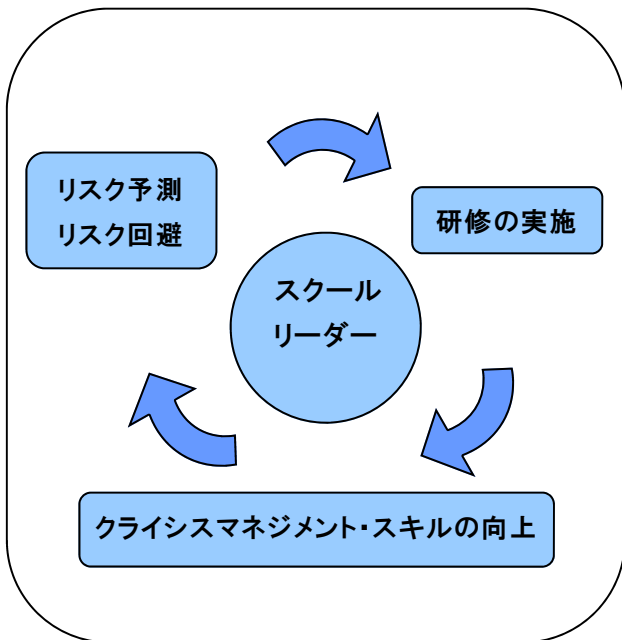 リスク予測
リスク回避
研修の実施
スクール
リーダー
クライシスマネジメント・スキルの向上